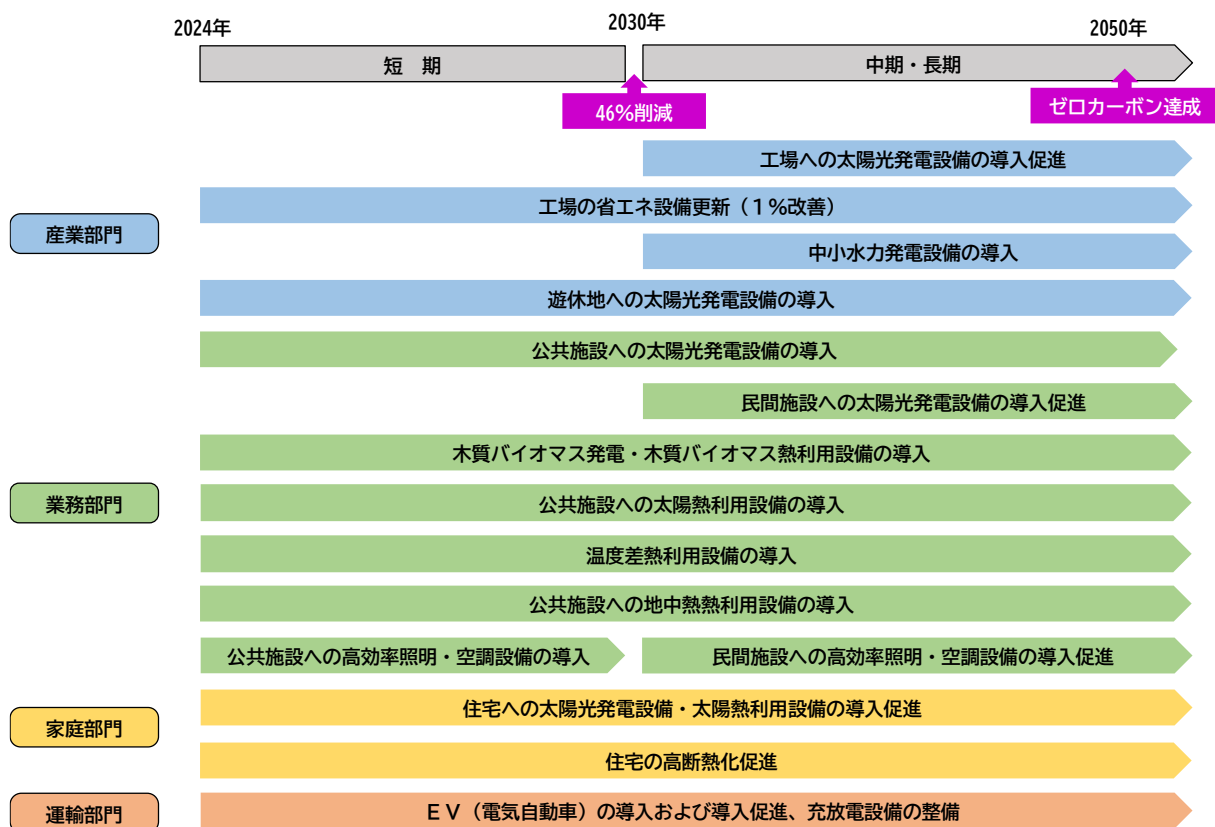 2024年
2030年
2050年
短　期
中期・長期
46%削減
ゼロカーボン達成
工場への太陽光発電設備の導入促進
工場の省エネ設備更新（１%改善）
産業部門
中小水力発電設備の導入
遊休地への太陽光発電設備の導入
公共施設への太陽光発電設備の導入
民間施設への太陽光発電設備の導入促進
木質バイオマス発電・木質バイオマス熱利用設備の導入
業務部門
公共施設への太陽熱利用設備の導入
温度差熱利用設備の導入
公共施設への地中熱熱利用設備の導入
公共施設への高効率照明・空調設備の導入
民間施設への高効率照明・空調設備の導入促進
住宅への太陽光発電設備・太陽熱利用設備の導入促進
家庭部門
住宅の高断熱化促進
運輸部門
ＥＶ（電気自動車）の導入および導入促進、充放電設備の整備